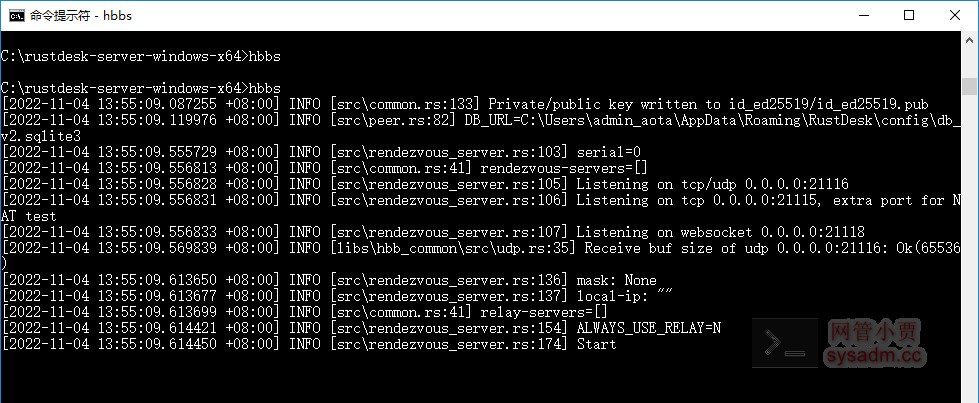 命令提示符 - hbbs
C:\rustdesk-server-windows-x64>hbbs
C:\rustdesk-server-windows-x64>hbbs
[2022-11-04 13:55:09.087255 +08:00] INFO [src\common.rs:133] Private/public key written to id_ed25519/id_ed25519.pub
[2022-11-04 13:55:09.119976 +08:00] INFO [src\peer.rs:82] DB_URL=C:\Users\admin_aota\AppData\Roaming\RustDesk\config\db_
v2.sqlite3
[2022-11-04 13:55:09.555729 +08:00] INFO [src\rendezvous_server.rs:103] serial=0
[2022-11-04 13:55:09.556813 +08:00] INFO [src\common.rs:41] rendezvous-servers=[]
[2022-11-04 13:55:09.556828 +08:00] INFO [src\rendezvous_server.rs:105] Listening on tcp/udp 0.0.0.0:21116
[2022-11-04 13:55:09.556831 +08:00] INFO [src\rendezvous_server.rs:106] Listening on tcp 0.0.0.0:21115, extra port for N
AT test
[2022-11-04 13:55:09.556833 +08:00] INFO [src\rendezvous_server.rs:107] Listening on websocket 0.0.0.0:21118
[2022-11-04 13:55:09.569839 +08:00] INFO [libs\hbb_common\src\udp.rs:35] Receive buf size of udp 0.0.0.0:21116: Ok(65536
)
[2022-11-04 13:55:09.613650 +08:00] INFO [src\rendezvous_server.rs:136] mask: None
[2022-11-04 13:55:09.613677 +08:00] INFO [src\rendezvous_server.rs:137] local-ip: ""
[2022-11-04 13:55:09.613699 +08:00] INFO [src\common.rs:41] relay-servers=[]
[2022-11-04 13:55:09.614421 +08:00] INFO [src\rendezvous_server.rs:154] ALWAYS_USE_RELAY=N
[2022-11-04 13:55:09.614450 +08:00] INFO [src\rendezvous_server.rs:174] Start
网管小贾
sysadm.cc